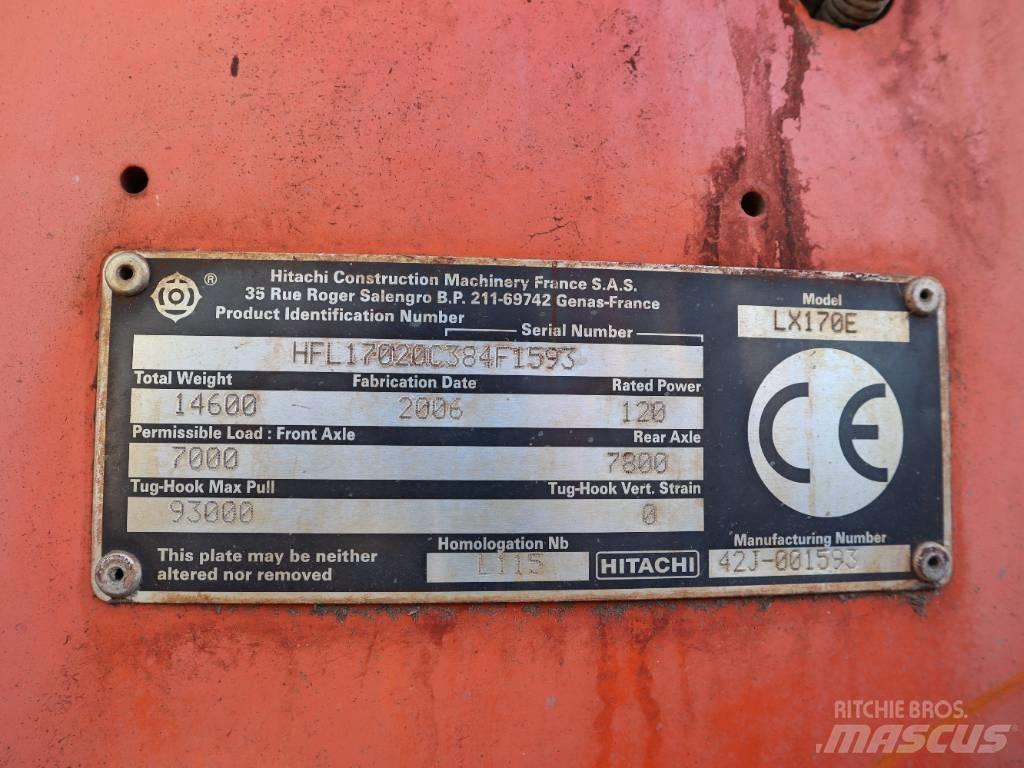 ® Hitachi Construction Machinery France S.A.S.
35 Rue Roger Salengro B.P. 211-69742 Genas-France
Product Identification Number
Serial Number
HFL17020C384F1593
Model
LX170E
Total Weight Fabrication Date Rated Power
14600 2006 120
Permissible Load : Front Axle Rear Axle
7000 7800
Tug-Hook Max Pull Tug-Hook Vert. Strain
93000 0
CE
This plate may be neither
altered nor removed
Homologation Nb
L115
HITACHI
Manufacturing Number
42J-001593
RITCHIE BROS.
MASCUS